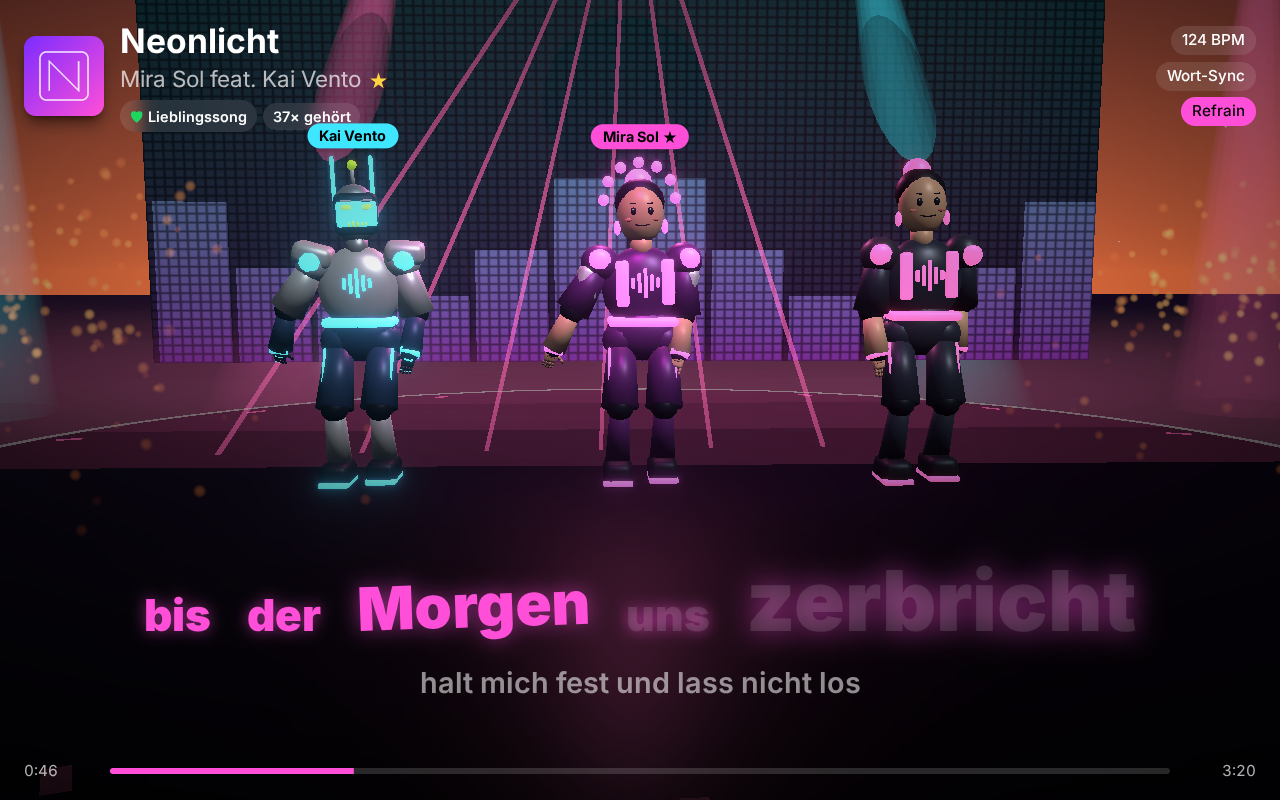 Neonlicht
Mira Sol feat. Kai Vento ★
Lieblingssong
37× gehört
124 BPM
Wort-Sync
Refrain
Kai Vento
Mira Sol ★
bis der Morgen uns zerbricht
halt mich fest und lass nicht los
0:46
3:20